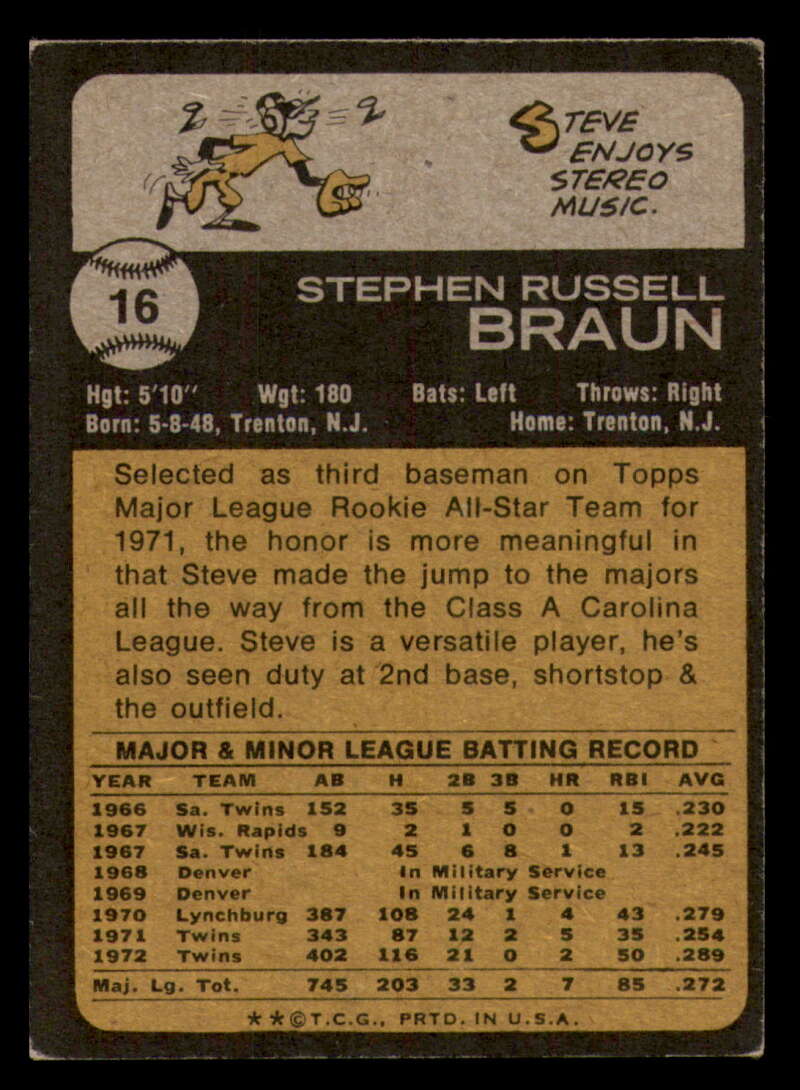 STEVE
ENJOYS
STEREO
MUSIC.
16
STEPHEN RUSSELL
BRAUN
Hgt: 5'10" Wgt: 180 Bats: Left Throws: Right
Born: 5-8-48, Trenton, N.J. Home: Trenton, N.J.
Selected as third baseman on Topps
Major League Rookie All-Star Team for
1971, the honor is more meaningful in
that Steve made the jump to the majors
all the way from the Class A Carolina
League. Steve is a versatile player, he's
also seen duty at 2nd base, shortstop &
the outfield.
MAJOR & MINOR LEAGUE BATTING RECORD
YEAR TEAM AB H 2B 3B HR RBI AVG
1966 Sa. Twins 152 35 5 5 0 15 .230
1967 Wis. Rapids 9 2 1 0 0 2 .222
1967 Sa. Twins 184 45 6 8 1 13 .245
1968 Denver In Military Service
1969 Denver In Military Service
1970 Lynchburg 387 108 24 1 4 43 .279
1971 Twins 343 87 12 2 5 35 .254
1972 Twins 402 116 21 0 2 50 .289
Maj. Lg. Tot. 745 203 33 2 7 85 .272
**©T.C.G., PRTD. IN U.S.A.